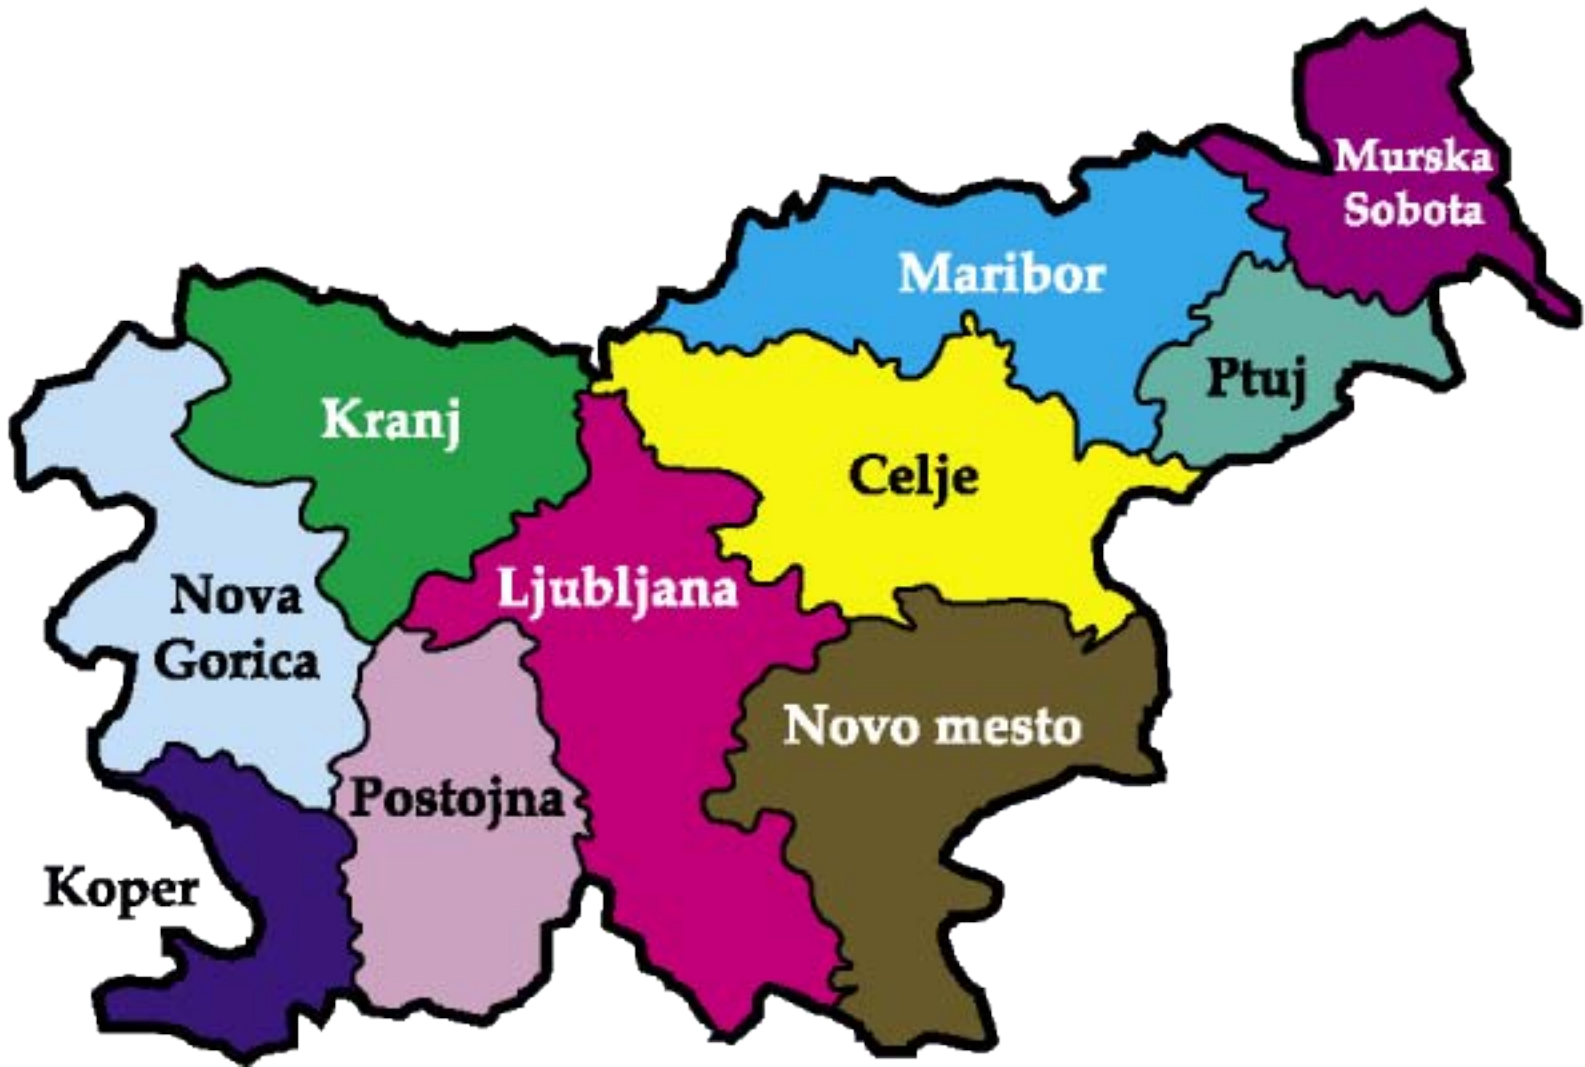 Murska
Sobota
Maribor
Ptuj
Kranj
Celje
Nova
Gorica
Ljubljana
Novo mesto
Postojna
Koper